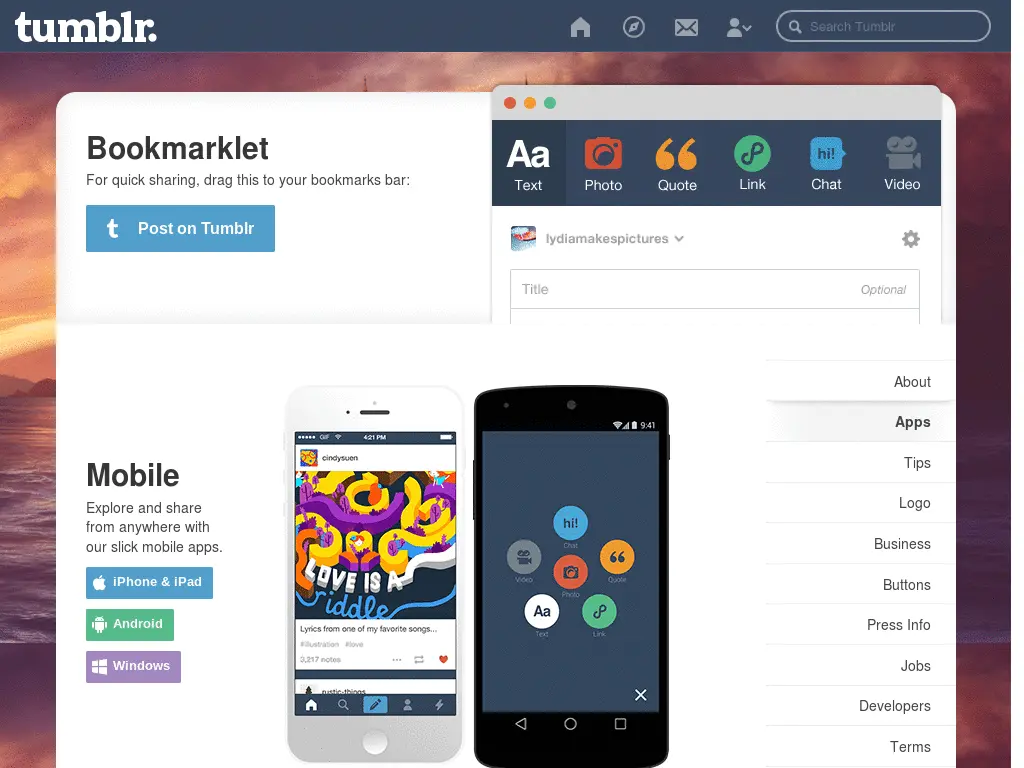 tumblr.
Search Tumblr
Bookmarklet
For quick sharing, drag this to your bookmarks bar:
t Post on Tumblr
Aa
Text
Photo
Quote
Link
hi!
Chat
Video
lydiamakespictures
Title
Optional
Mobile
Explore and share
from anywhere with
our slick mobile apps.
iPhone & iPad
Android
Windows
GIF 4:21 PM
cindysuen
LOVE IS A
riddle
Lyrics from one of my favorite songs...
#illustration #love
3,217 notes
rustic-things
9:41
hi!
Chat
Video
Quote
Photo
Aa
Text
Link
About
Apps
Tips
Logo
Business
Buttons
Press Info
Jobs
Developers
Terms